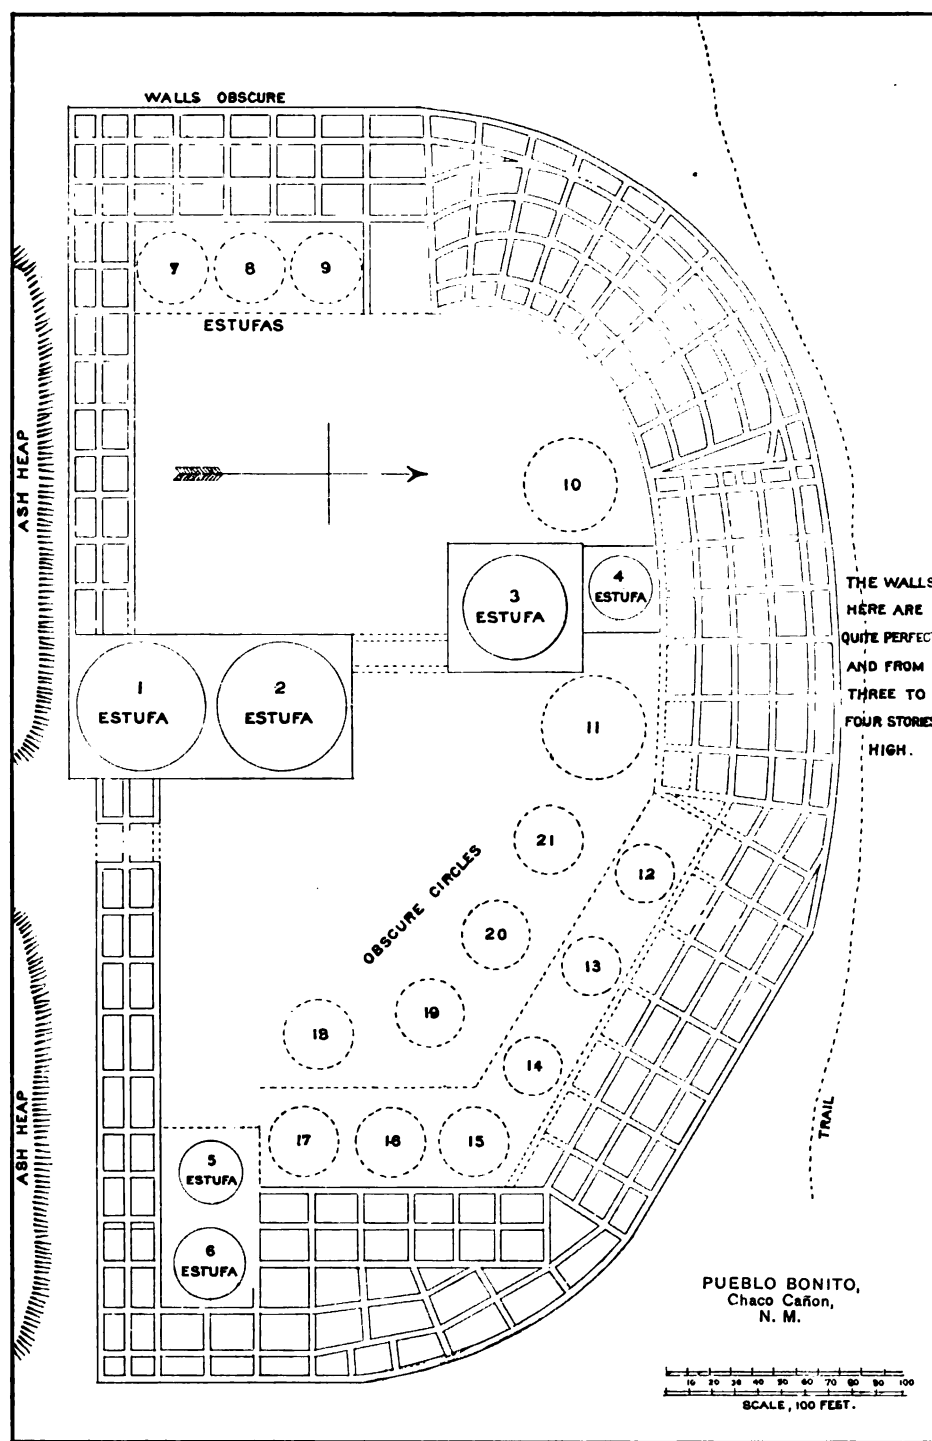 WALLS OBSCURE
7
8
9
ESTUFAS
ASH HEAP
10
3
ESTUFA
4
ESTUFA
THE WALLS
HERE ARE
QUITE PERFECT
AND FROM
THREE TO
FOUR STORIES
HIGH.
1
ESTUFA
2
ESTUFA
11
21
12
OBSCURE CIRCLES
20
13
19
18
14
TRAIL
ASH HEAP
17
16
15
5
ESTUFA
6
ESTUFA
PUEBLO BONITO,
Chaco Cañon,
N. M.
10 20 30 40 50 60 70 80 90 100
SCALE, 100 FEET.